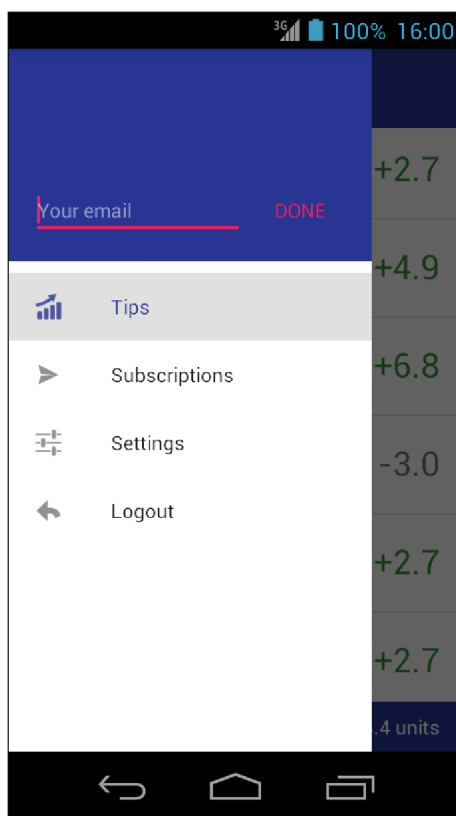 3G 100% 16:00
Your email DONE
Tips
Subscriptions
Settings
Logout
+2.7
+4.9
+6.8
-3.0
+2.7
+2.7
.4 units